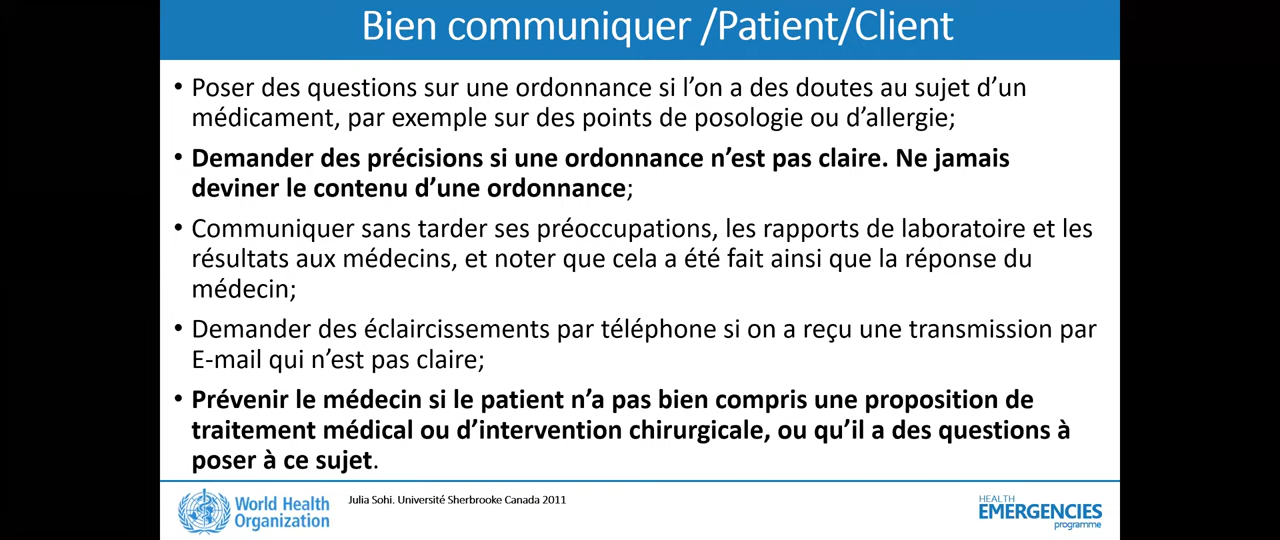 Bien communiquer /Patient/Client
• Poser des questions sur une ordonnance si l’on a des doutes au sujet d’un
médicament, par exemple sur des points de posologie ou d’allergie;
• Demander des précisions si une ordonnance n’est pas claire. Ne jamais
deviner le contenu d’une ordonnance;
• Communiquer sans tarder ses préoccupations, les rapports de laboratoire et les
résultats aux médecins, et noter que cela a été fait ainsi que la réponse du
médecin;
• Demander des éclaircissements par téléphone si on a reçu une transmission par
E-mail qui n’est pas claire;
• Prévenir le médecin si le patient n’a pas bien compris une proposition de
traitement médical ou d’intervention chirurgicale, ou qu’il a des questions à
poser à ce sujet.
World Health
Organization
Julia Sohi. Université Sherbrooke Canada 2011
HEALTH
EMERGENCIES
programme